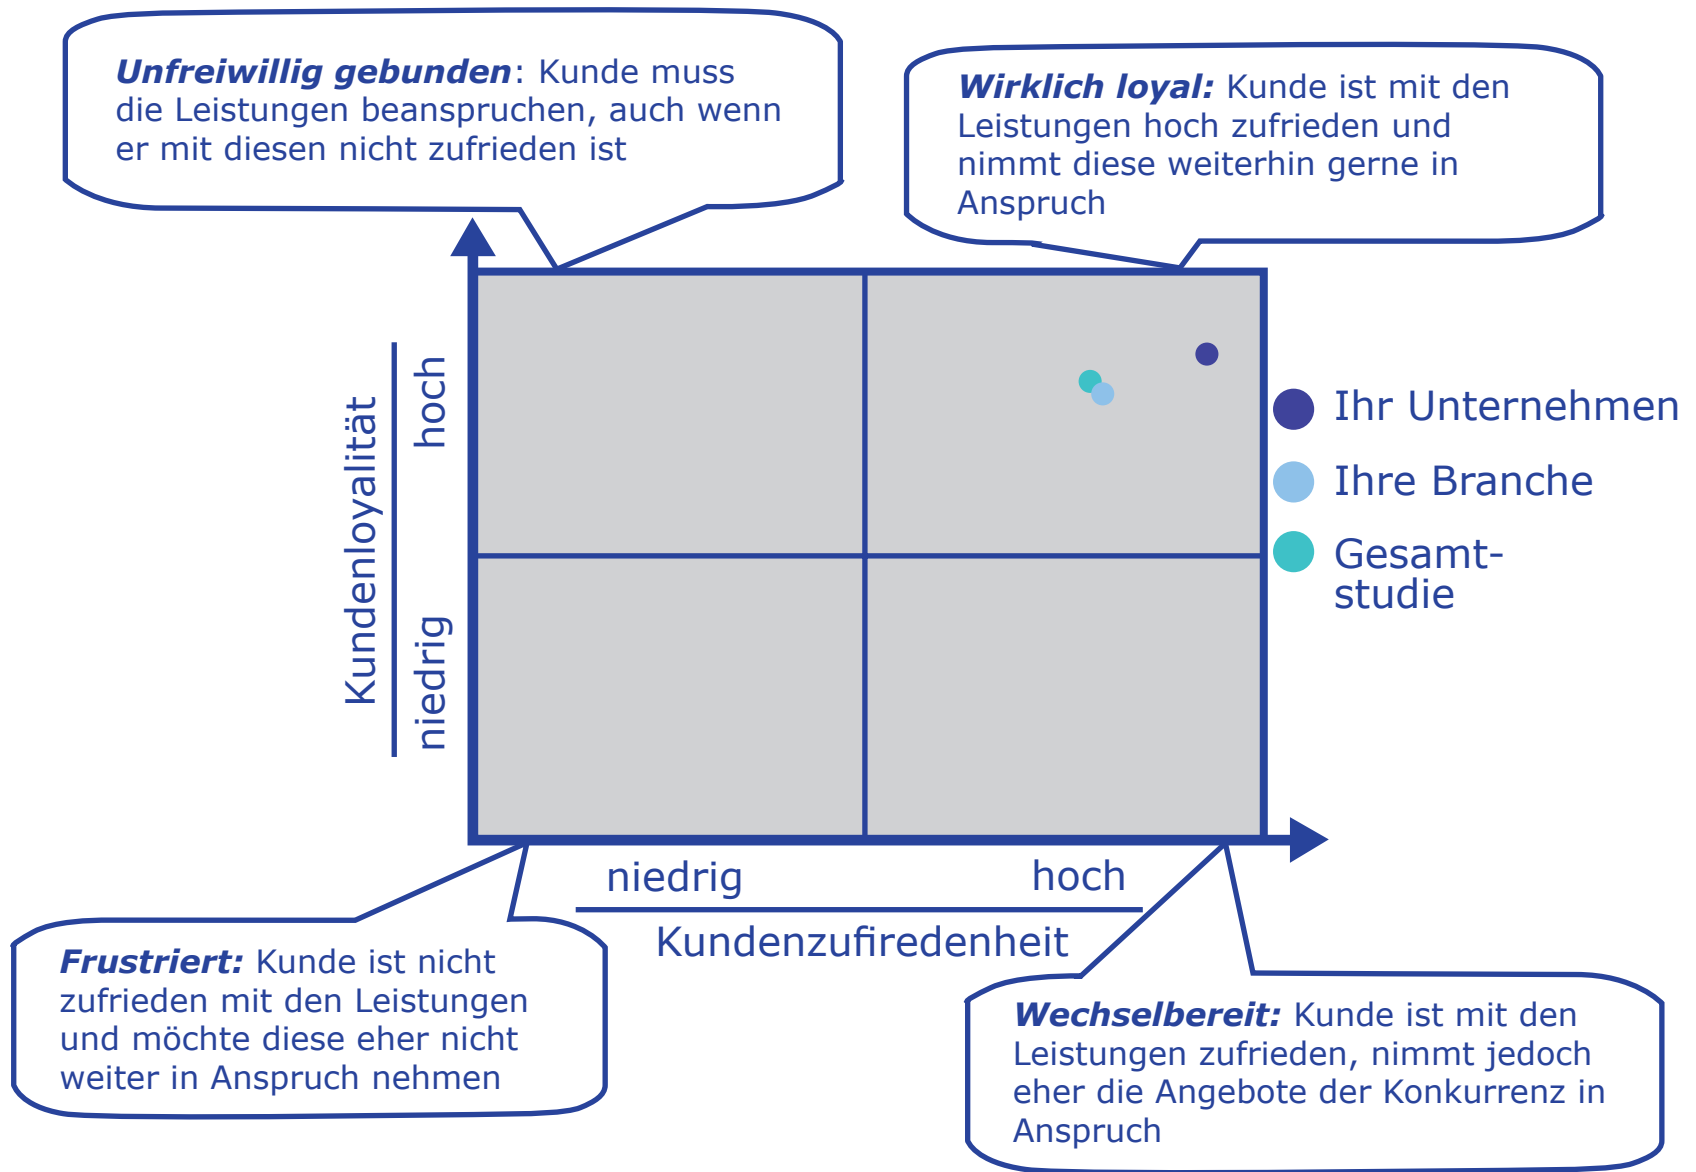 Unfreiwillig gebunden: Kunde muss
die Leistungen beanspruchen, auch wenn
er mit diesen nicht zufrieden ist
Wirklich loyal: Kunde ist mit den
Leistungen hoch zufrieden und
nimmt diese weiterhin gerne in
Anspruch
Kundenloyalität
hoch
niedrig
Ihr Unternehmen
Ihre Branche
Gesamt-
studie
niedrig
hoch
Kundenzufiredenheit
Frustriert: Kunde ist nicht
zufrieden mit den Leistungen
und möchte diese eher nicht
weiter in Anspruch nehmen
Wechselbereit: Kunde ist mit den
Leistungen zufrieden, nimmt jedoch
eher die Angebote der Konkurrenz in
Anspruch